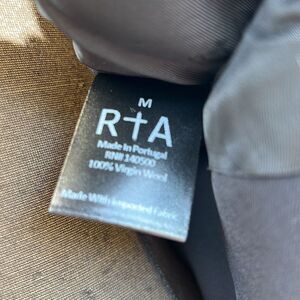 M
R†A
Made In Portugal
RN# 140500
100% Virgin Wool
Made With Imported Fabric